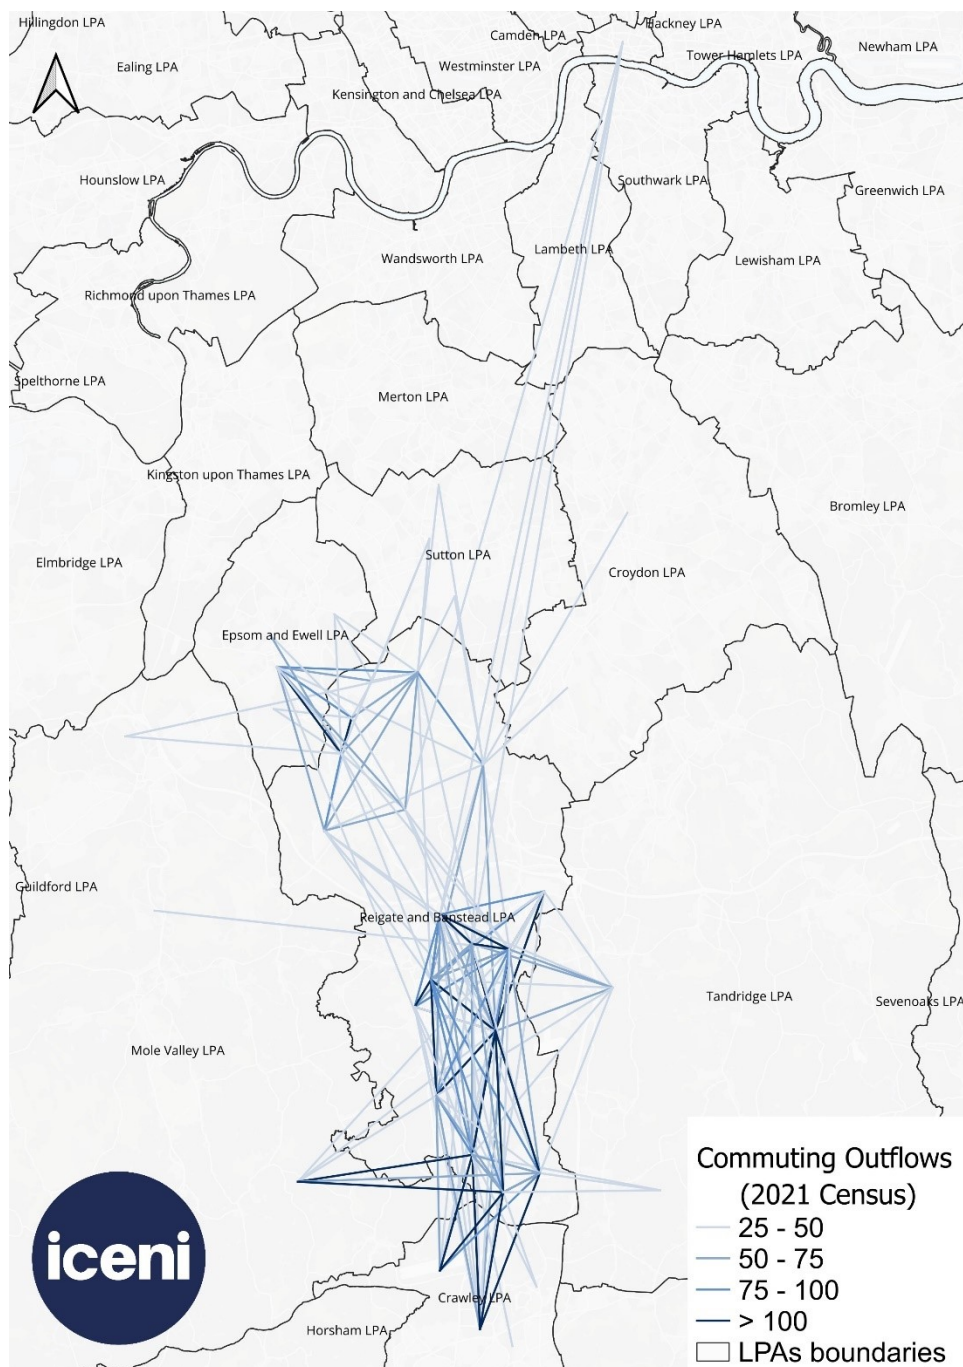 Hillingdon LPA
Hackney LPA
Camden LPA
Newham LPA
Tower Hamlets LPA
Ealing LPA
Westminster LPA
Kensington and Chelsea LPA
Hounslow LPA
Southwark LPA
Greenwich LPA
Lambeth LPA
Wandsworth LPA
Lewisham LPA
Richmond upon Thames LPA
Spelthorne LPA
Merton LPA
Kingston upon Thames LPA
Bromley LPA
Sutton LPA
Elmbridge LPA
Croydon LPA
Epsom and Ewell LPA
Guildford LPA
Reigate and Banstead LPA
Tandridge LPA
Sevenoaks LPA
Mole Valley LPA
Crawley LPA
Horsham LPA
iceni
Commuting Outflows
(2021 Census)
25 - 50
50 - 75
75 - 100
> 100
LPAs boundaries